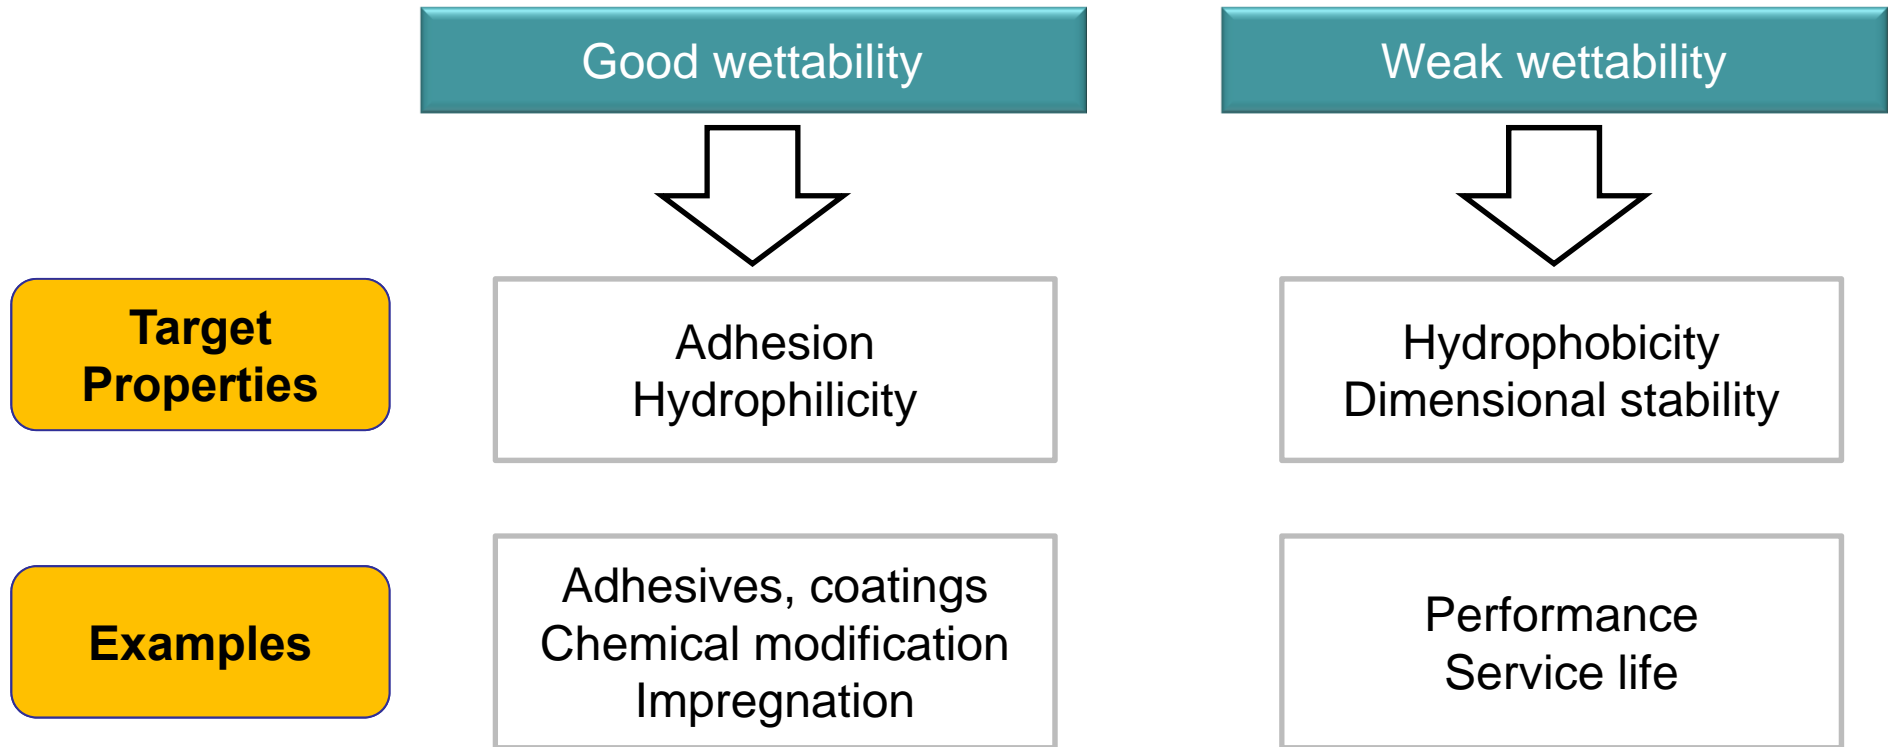 Good wettability
Weak wettability
Target
Properties
Adhesion
Hydrophilicity
Hydrophobicity
Dimensional stability
Examples
Adhesives, coatings
Chemical modification
Impregnation
Performance
Service life